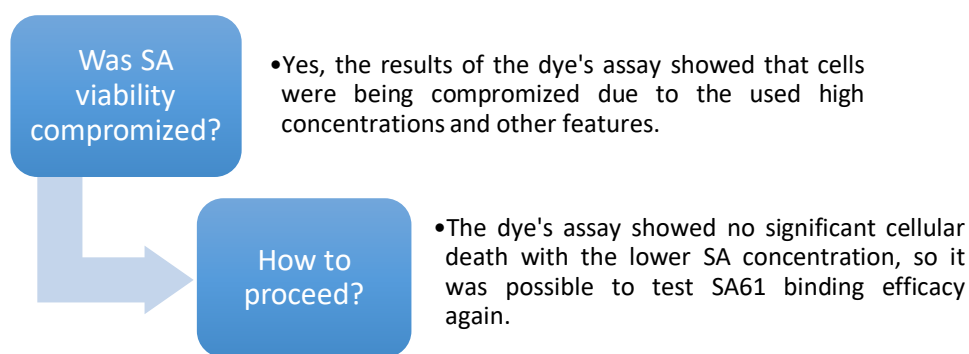 Was SA
viability
compromized?
•Yes, the results of the dye's assay showed that cells
were being compromized due to the used high
concentrations and other features.
How to
proceed?
•The dye's assay showed no significant cellular
death with the lower SA concentration, so it
was possible to test SA61 binding efficacy
again.